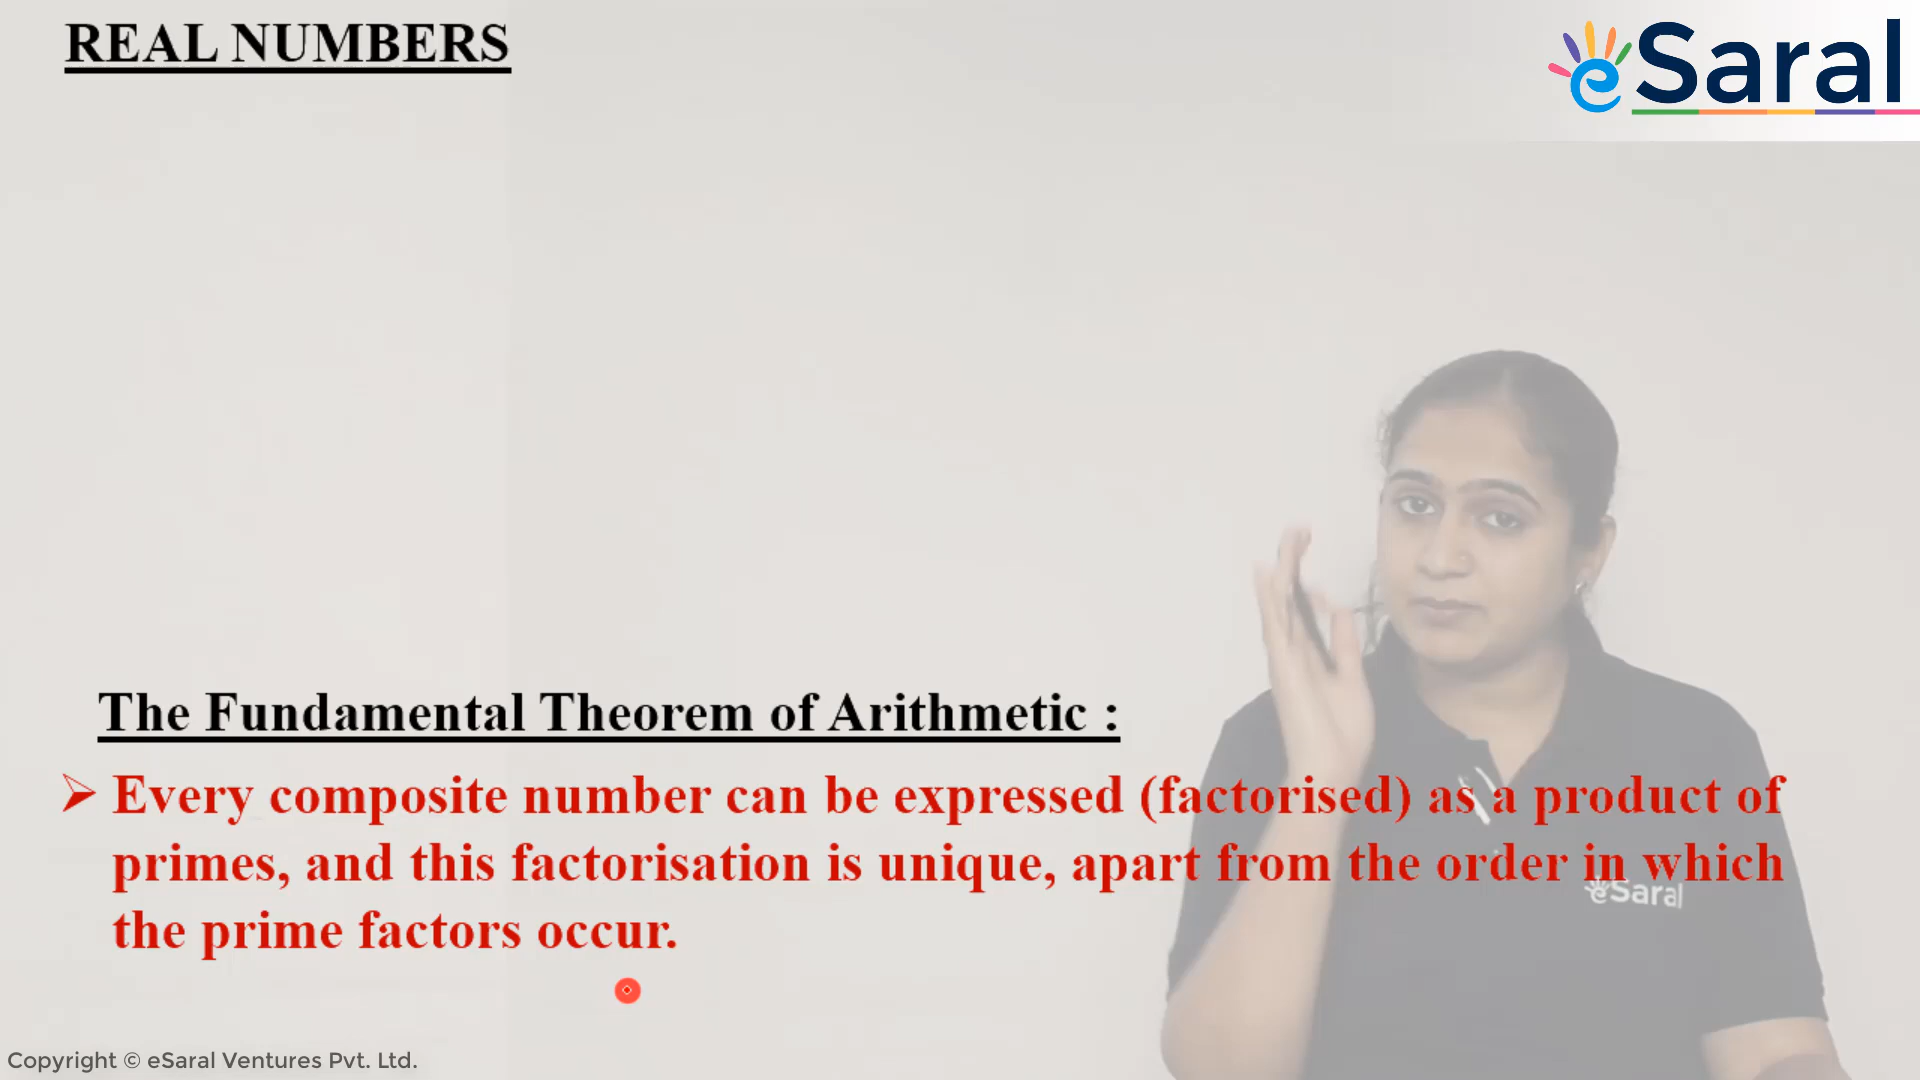 REAL NUMBERS
eSaral
The Fundamental Theorem of Arithmetic :
➢ Every composite number can be expressed (factorised) as a product of
primes, and this factorisation is unique, apart from the order in which
eSaral
the prime factors occur.
Copyright © eSaral Ventures Pvt. Ltd.